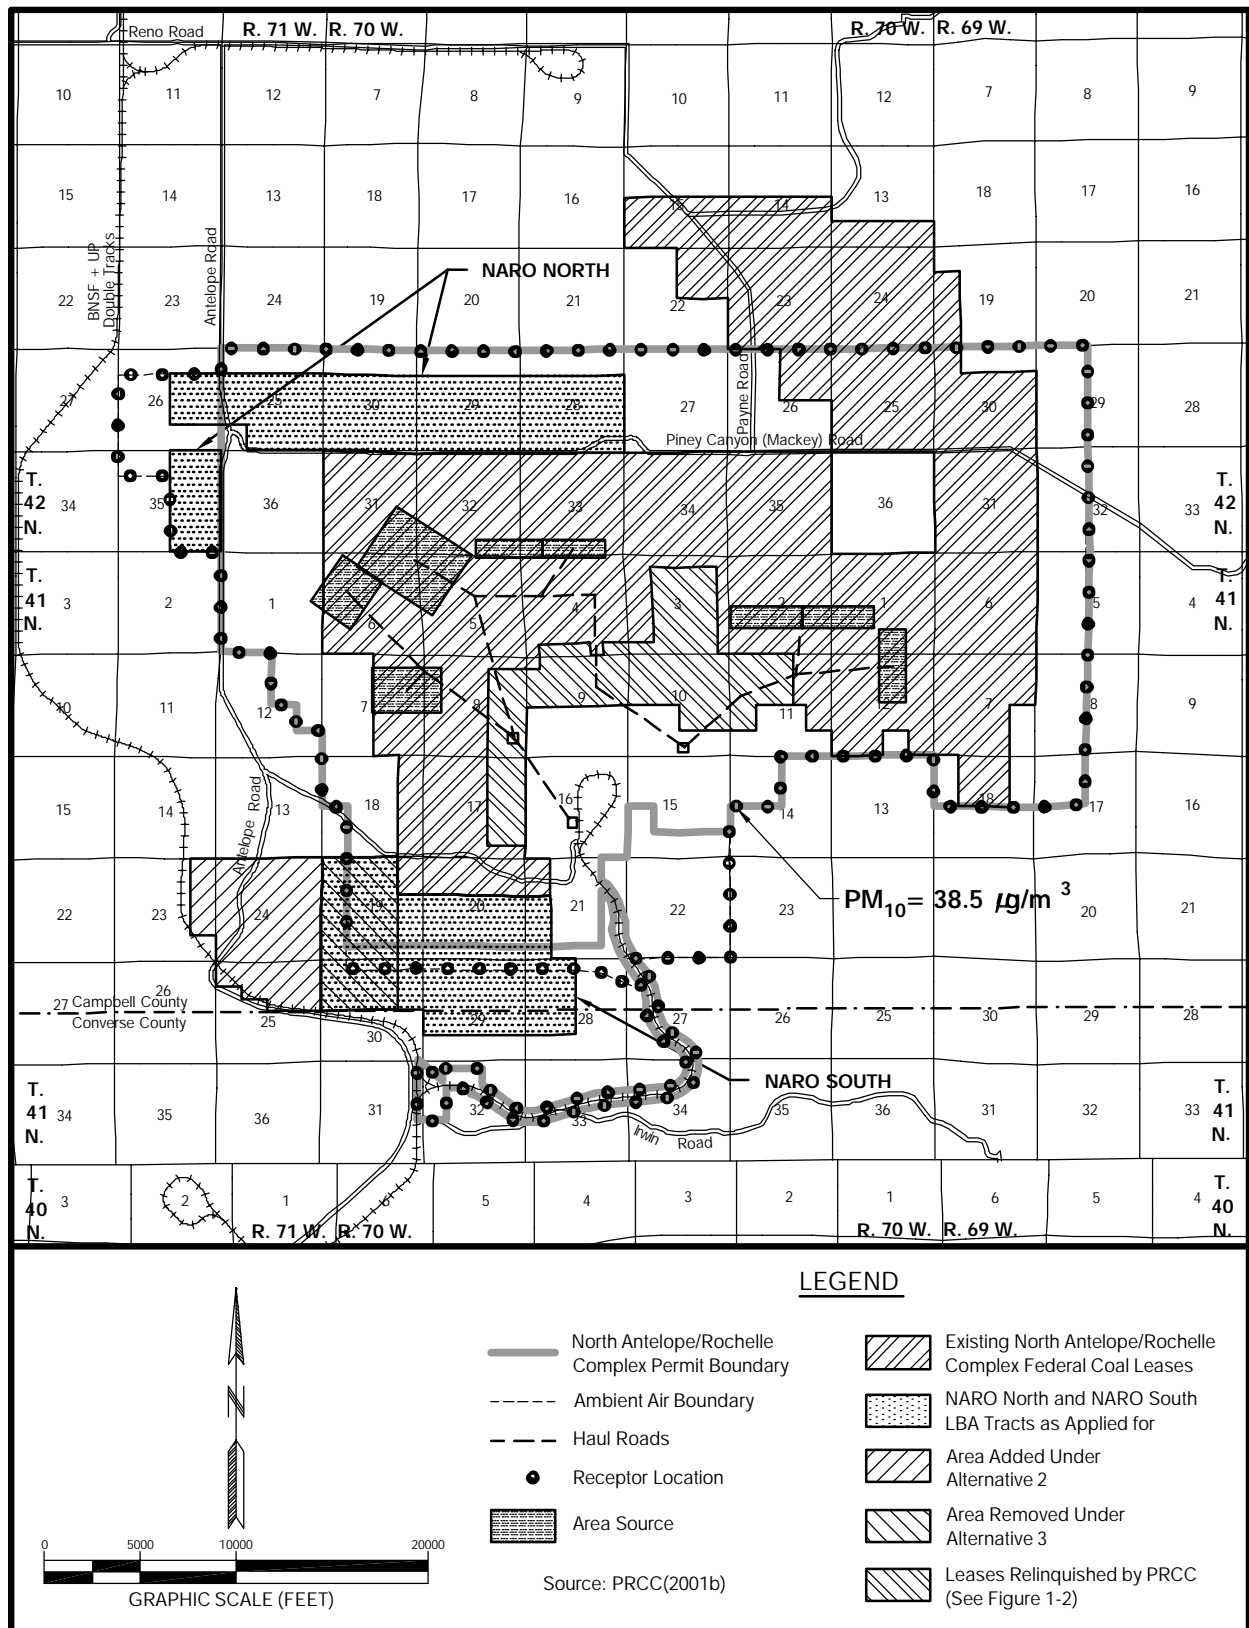 Reno Road
R. 71 W. R. 70 W.
R. 70 W. R. 69 W.
10 11 12 7 8 9 10 11 12 7 8 9
15 14 13 18 17 16 15 14 13 18 17 16
BNSF + UP
Double Tracks
Antelope Road
NARO NORTH
22 23 24 19 20 21 22 23 24 19 20 21
27 26 25 30 29 28 27 26 25 30 29 28
Payne Road
Piney Canyon (Mackey) Road
T.
42
N.
34 35 36 31 32 33 34 35 36 31 32 33
T.
42
N.
T.
41
N.
3 2 1 6 5 4 3 2 1 6 5 4
T.
41
N.
10 11 12 7 8 9 10 11 12 7 8 9
15 14 13 18 17 16 15 14 13 18 17 16
Antelope Road
22 23 24 19 20 21 22 23 20 21
PM10= 38.5 µg/m 3
27 26 25 30 29 28 27 26 25 30 29 28
Campbell County
Converse County
NARO SOUTH
T.
41
N.
34 35 36 31 32 33 34 35 36 31 32 33
T.
41
N.
Irwin Road
T.
40
N.
3 2 1 6 5 4 3 2 1 6 5 4
T.
40
N.
R. 71 W. R. 70 W.
R. 70 W. R. 69 W.
LEGEND
North Antelope/Rochelle
Complex Permit Boundary
Ambient Air Boundary
Haul Roads
Receptor Location
Area Source
Source: PRCC(2001b)
Existing North Antelope/Rochelle
Complex Federal Coal Leases
NARO North and NARO South
LBA Tracts as Applied for
Area Added Under
Alternative 2
Area Removed Under
Alternative 3
Leases Relinquished by PRCC
(See Figure 1-2)
N
0 5000 10000 20000
GRAPHIC SCALE (FEET)